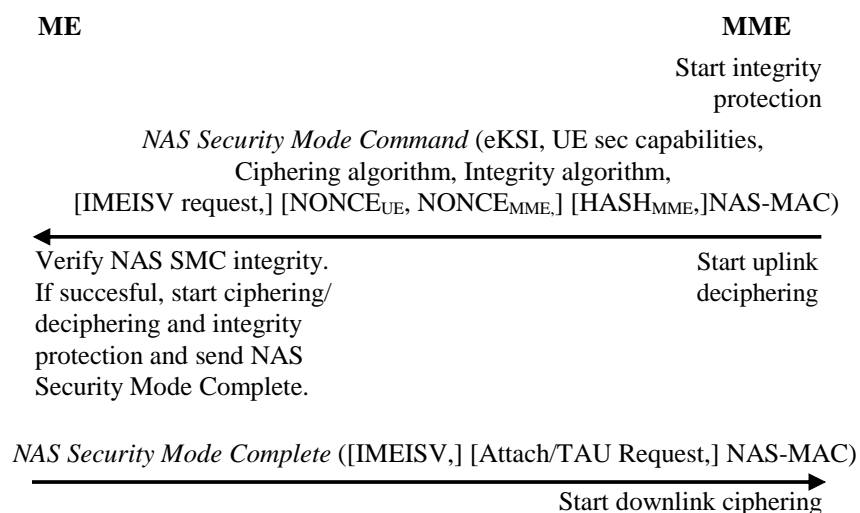 ME MME
Start integrity
protection
NAS Security Mode Command (eKSI, UE sec capabilities,
Ciphering algorithm, Integrity algorithm,
[IMEISV request,] [NONCEUE, NONCEMME,] [HASHMME,]NAS-MAC)
Verify NAS SMC integrity.
If succesful, start ciphering/
deciphering and integrity
protection and send NAS
Security Mode Complete.
Start uplink
deciphering
NAS Security Mode Complete ([IMEISV,] [Attach/TAU Request,] NAS-MAC)
Start downlink ciphering